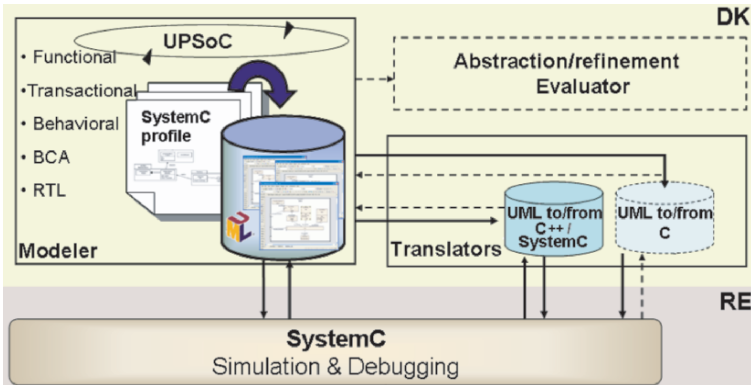 DK
UPSoC
• Functional
•Transactional
• Behavioral
• BCA
• RTL
SystemC
profile
UML
Modeler
Abstraction/refinement
Evaluator
UML to/from
C++ /
SystemC
UML to/from
C
Translators
RE
SystemC
Simulation & Debugging